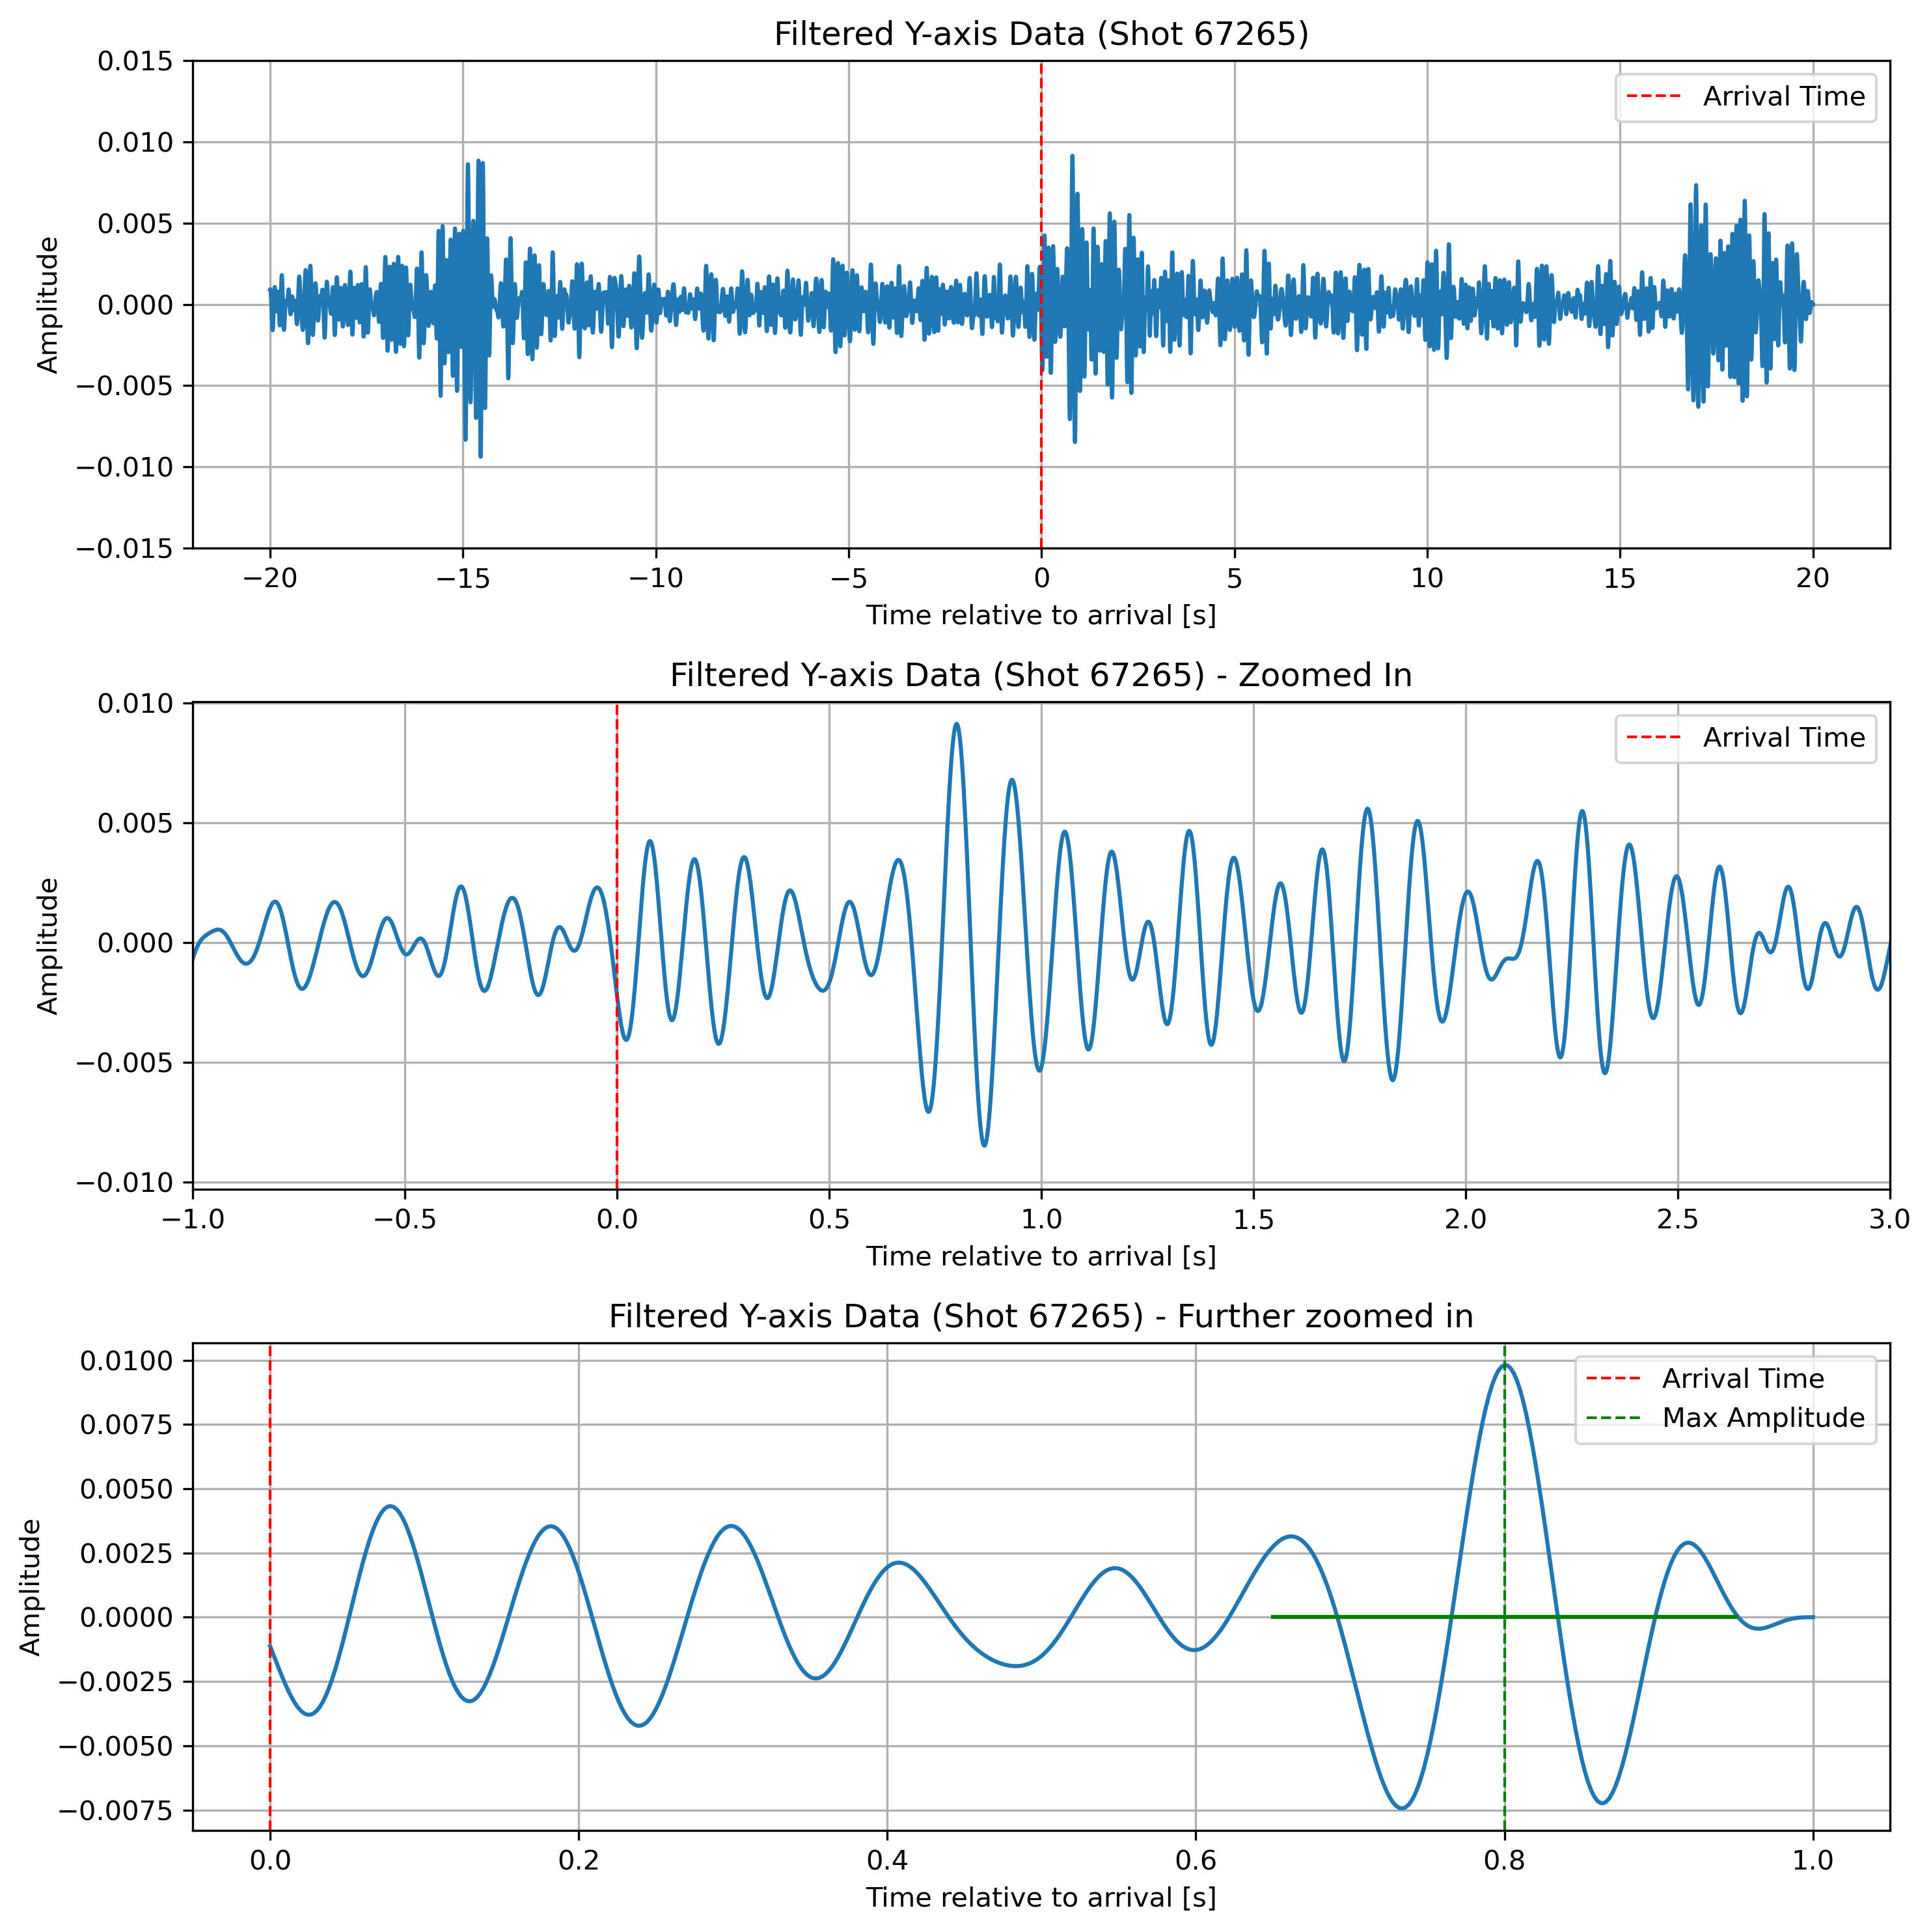 Filtered Y-axis Data (Shot 67265)
0.015
0.010
0.005
0.000
−0.005
−0.010
−0.015
Amplitude
Arrival Time
−20 −15 −10 −5 0 5 10 15 20
Time relative to arrival [s]
Filtered Y-axis Data (Shot 67265) - Zoomed In
0.010
0.005
0.000
−0.005
−0.010
Amplitude
Arrival Time
−1.0 −0.5 0.0 0.5 1.0 1.5 2.0 2.5 3.0
Time relative to arrival [s]
Filtered Y-axis Data (Shot 67265) - Further zoomed in
0.0100
0.0075
0.0050
0.0025
0.0000
−0.0025
−0.0050
−0.0075
Amplitude
Arrival Time
Max Amplitude
0.0 0.2 0.4 0.6 0.8 1.0
Time relative to arrival [s]